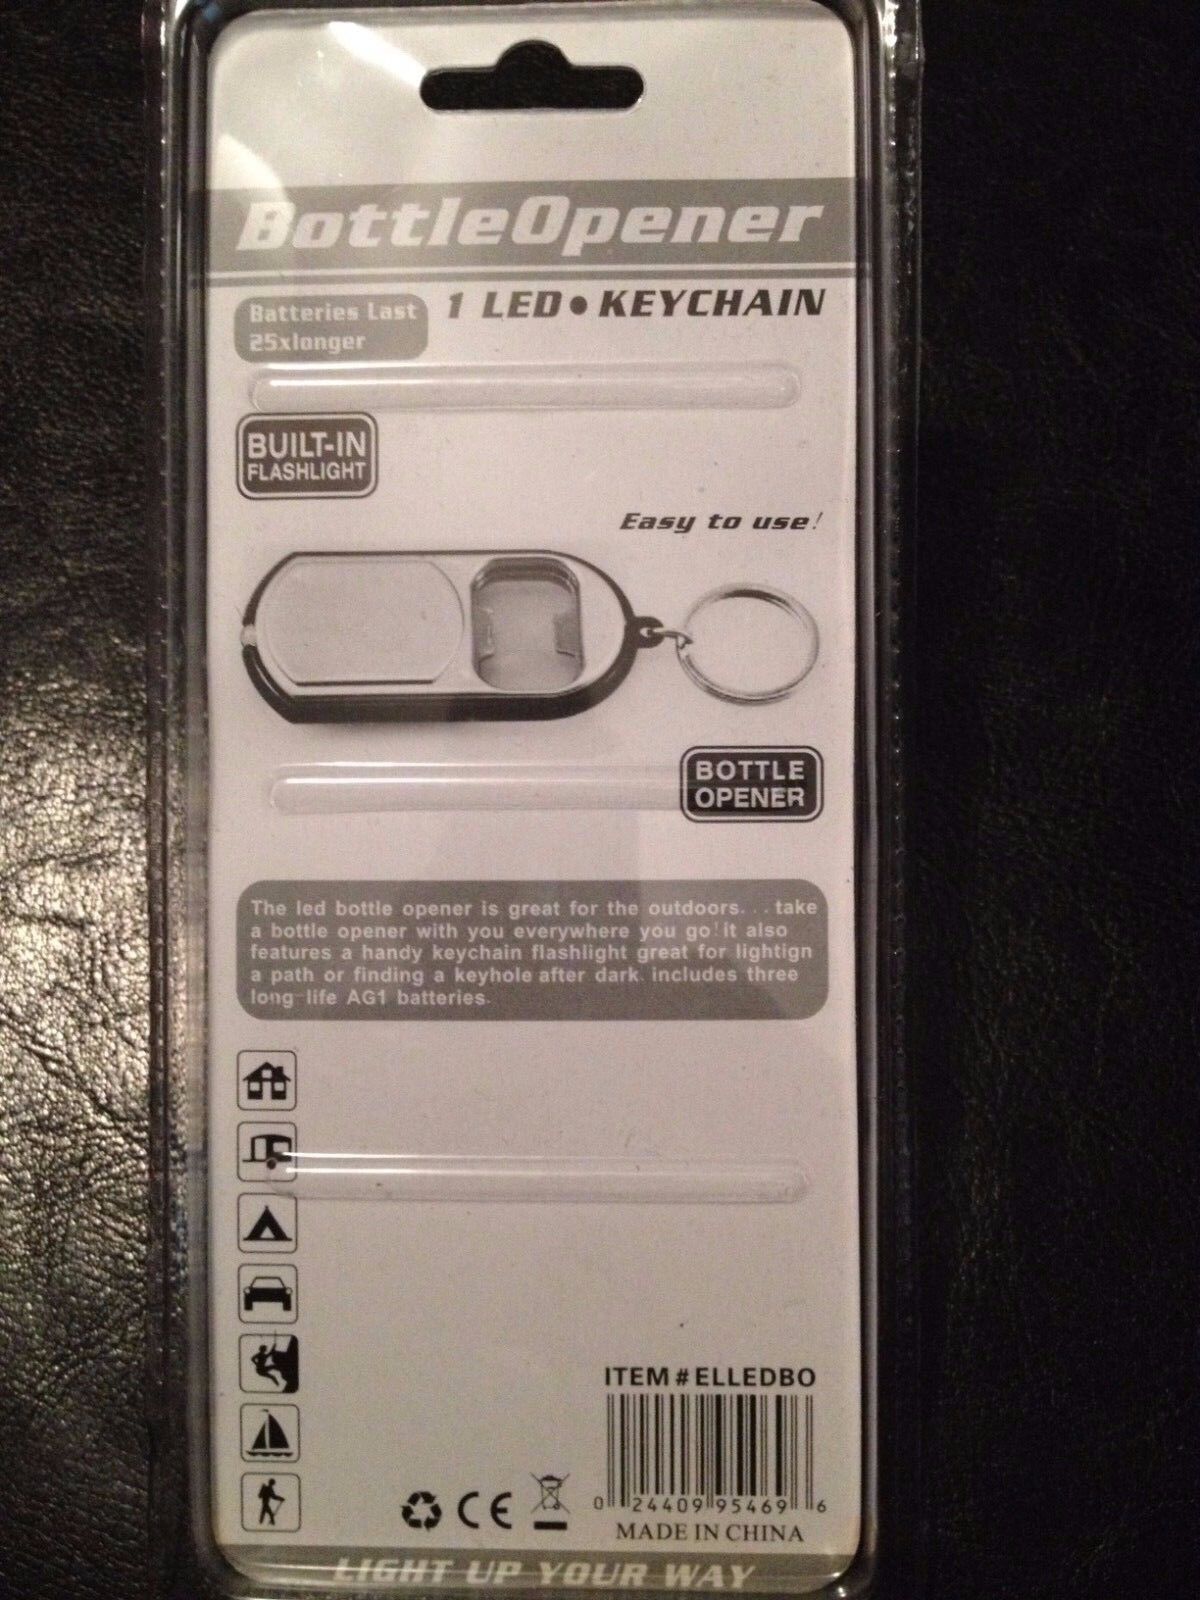 BottleOpener
Batteries Last
25xlonger
1 LED • KEYCHAIN
BUILT-IN
FLASHLIGHT
Easy to use!
BOTTLE
OPENER
The led bottle opener is great for the outdoors...take
a bottle opener with you everywhere you go!it also
features a handy keychain flashlight great for lightign
a path or finding a keyhole after dark. includes three
long life AG1 batteries.
ITEM#ELLEDBO
0 24409 95469 6
CE
MADE IN CHINA
LIGHT UP YOUR WAY